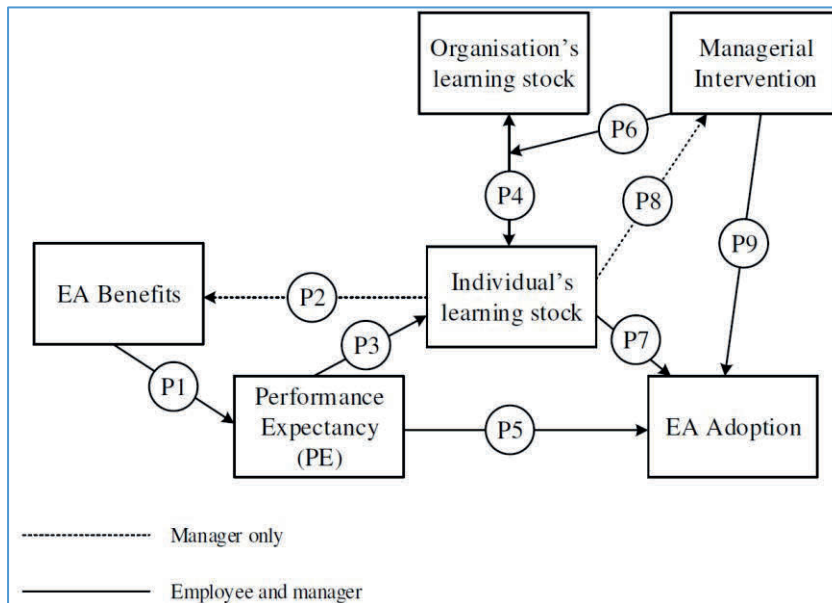 Organisation's
learning stock
Managerial
Intervention
P6
P4
P8
P9
EA Benefits
P2
Individual's
learning stock
P3
P7
P1
Performance
Expectancy
(PE)
P5
EA Adoption
Manager only
Employee and manager